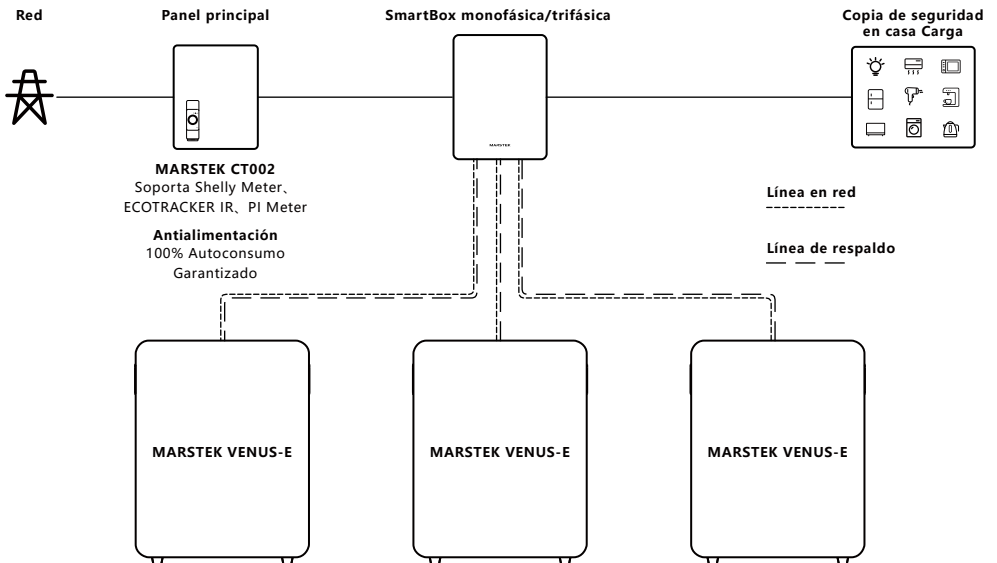 Red
Panel principal
SmartBox monofásica/trifásica
Copia de seguridad
en casa Carga
MARSTEK
MARSTEK CT002
Soporta Shelly Meter、
ECOTRACKER IR、PI Meter
Antialimentación
100% Autoconsumo
Garantizado
Línea en red
Línea de respaldo
MARSTEK VENUS-E
MARSTEK VENUS-E
MARSTEK VENUS-E